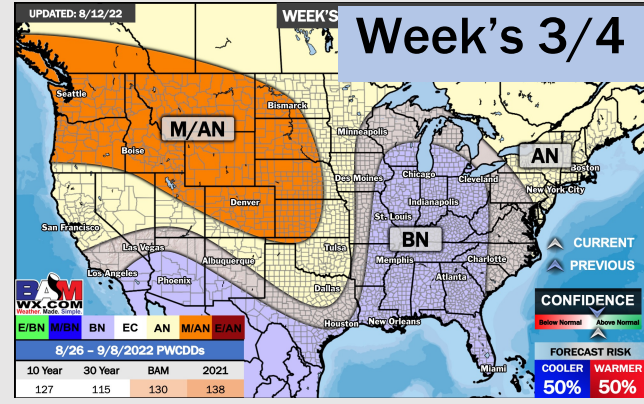 UPDATED: 8/12/22
WEEK'S
Week's 3/4
Seattle
Bismarck
M/AN
Minneapolis
Boise
AN
Boston
Des Moines
Chicago
Cleveland
New York City
Denver
Indianapolis
San Francisco
St. Louis
CURRENT
BN
Las Vegas
Tulsa
Albuquerque
Memphis
Charlotte
PREVIOUS
Los Angeles
Phoenix
Atlanta
Dallas
BAM
WX.COM
Weather. Made. Simple.
CONFIDENCE
Below Normal
Above Normal
Houston
New Orleans
E/BN M/BN BN EC AN M/AN E/AN
8/26 – 9/8/2022 PWCDDs
FORECAST RISK
10 Year 30 Year BAM 2021
Miami
COOLER WARMER
127 115 130 138
50% 50%